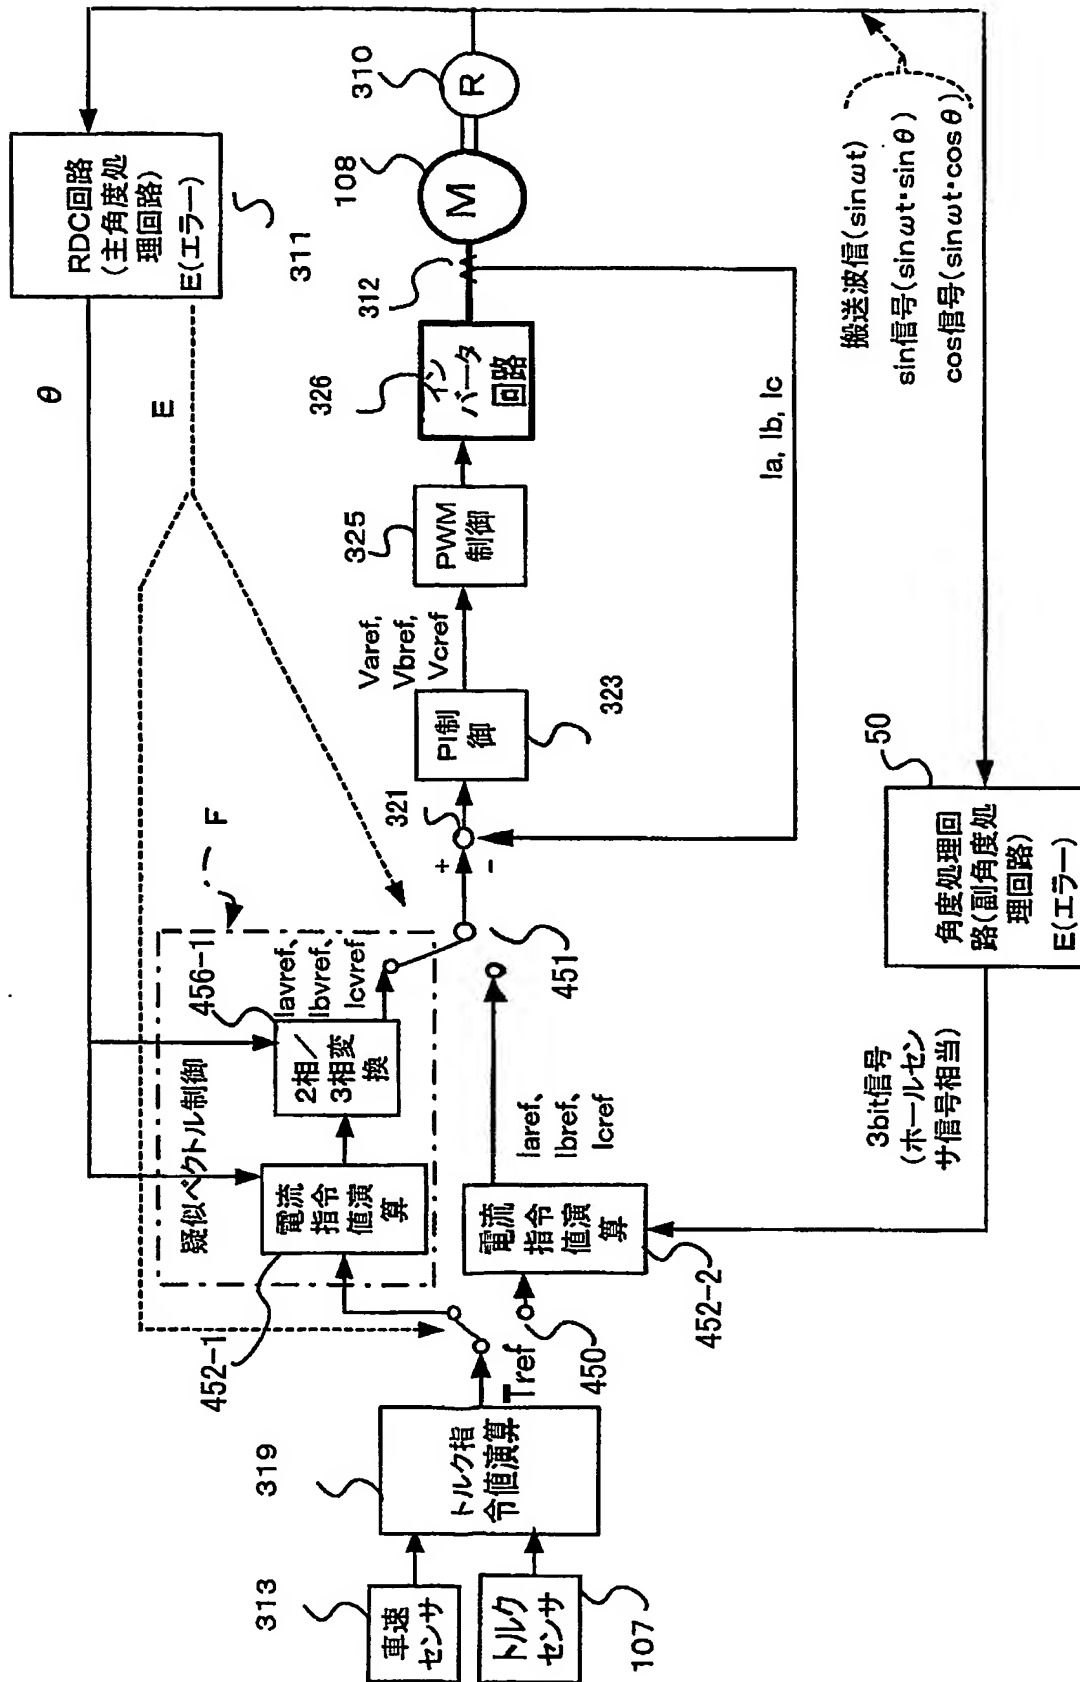 313
車速
センサ
トルク
センサ
107
319
トルク指
令値演算
Tref
450
452-1
疑似ベクトル制御
電流
指令
値演
算
456-1
2相/
3相変
換
Iavref、
Ibvref、
Icvref
F
電流
指令
値演
算
452-2
Iaref、
Ibref、
Icref
451
+
-
321
PI制
御
323
Varef,
Vbref,
Vcref
325
PWM
制御
326
イン
バータ
回路
312
108
M
310
R
Ia, Ib, Ic
θ
E
RDC回路
(主角度処
理回路)
E(エラー)
311
搬送波信(sinωt)
sin信号(sinωt･sinθ)
cos信号(sinωt･cosθ)
50
角度処理回
路(副角度処
理回路)
E(エラー)
3bit信号
(ホールセン
サ信号相当)